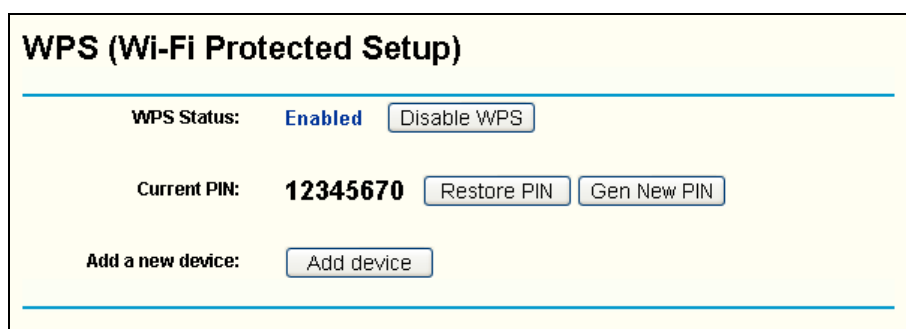 WPS (Wi-Fi Protected Setup)
WPS Status: Enabled Disable WPS
Current PIN: 12345670 Restore PIN Gen New PIN
Add a new device: Add device